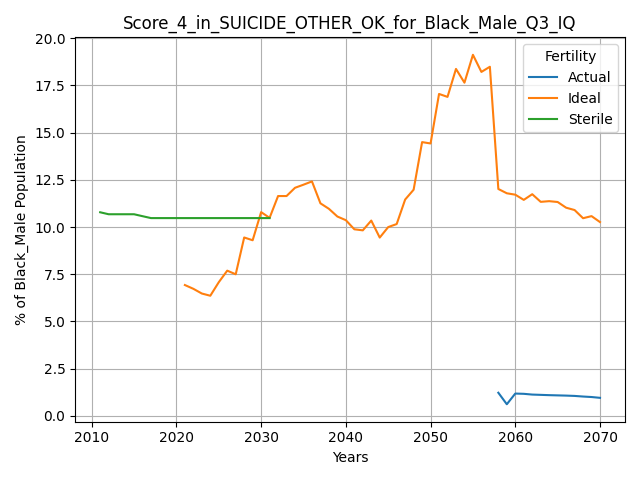 Score_4_in_SUICIDE_OTHER_OK_for_Black_Male_Q3_IQ
Fertility
Actual
Ideal
Sterile
% of Black_Male Population
20.0
17.5
15.0
12.5
10.0
7.5
5.0
2.5
0.0
2010 2020 2030 2040 2050 2060 2070
Years